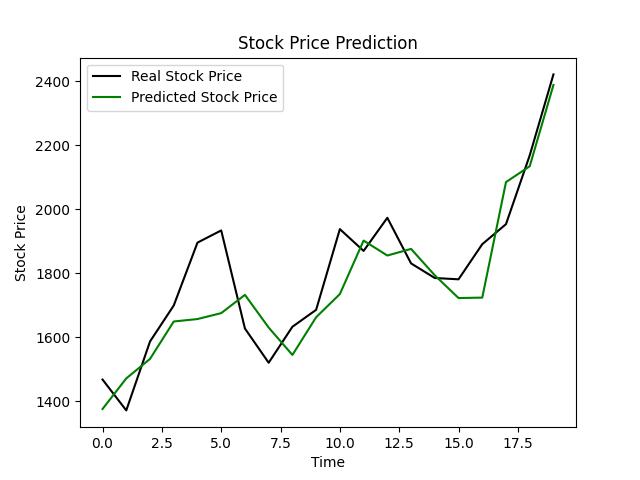 Stock Price Prediction
Real Stock Price
Predicted Stock Price
2400
2200
2000
1800
1600
1400
Stock Price
0.0 2.5 5.0 7.5 10.0 12.5 15.0 17.5
Time